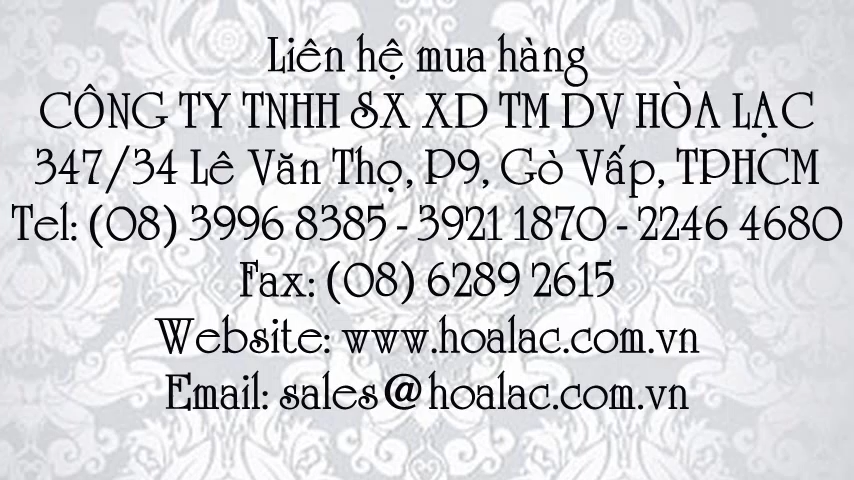 Liên hệ mua hàng
CÔNG TY TNHH SX XD TM DV HÒA LẠC
347/34 Lê Văn Thọ, P9, Gò Vấp, TPHCM
Tel: (08) 3996 8385 - 3921 1870 - 2246 4680
Fax: (08) 6289 2615
Website: www.hoalac.com.vn
Email: sales@hoalac.com.vn